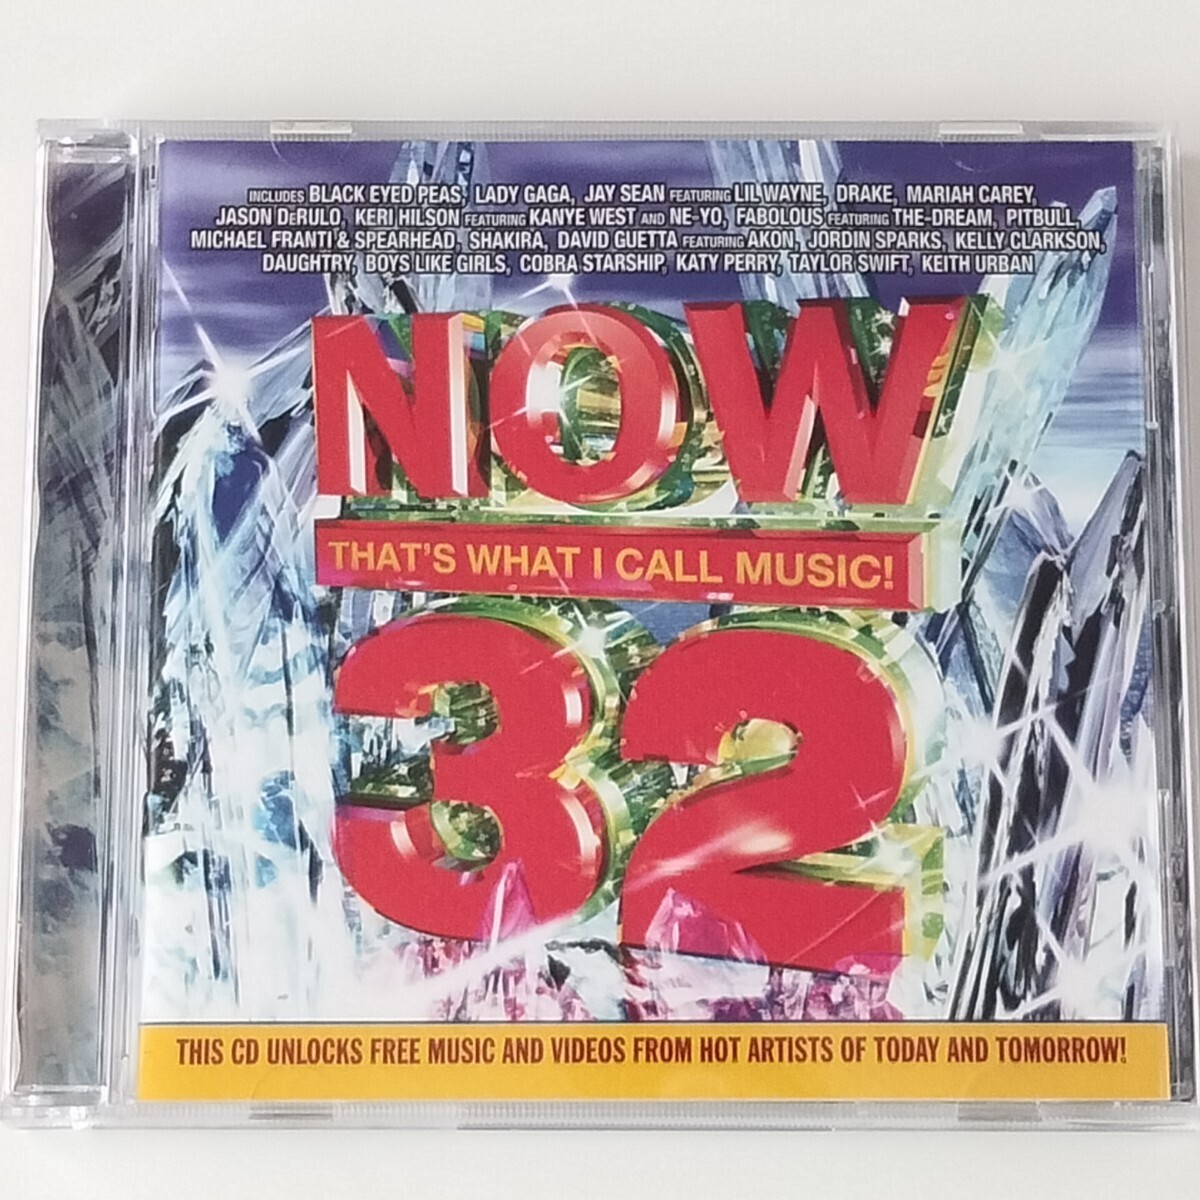 INCLUDES BLACK EYED PEAS, LADY GAGA, JAY SEAN FEATURING LIL WAYNE, DRAKE, MARIAH CAREY,
JASON DeRULO, KERI HILSON FEATURING KANYE WEST AND NE-YO, FABOLOUS FEATURING THE-DREAM, PITBULL,
MICHAEL FRANTI & SPEARHEAD, SHAKIRA, DAVID GUETTA FEATURING AKON, JORDIN SPARKS, KELLY CLARKSON,
DAUGHTRY, BOYS LIKE GIRLS, COBRA STARSHIP, KATY PERRY, TAYLOR SWIFT, KEITH URBAN
NOW
THAT'S WHAT I CALL MUSIC!
32
THIS CD UNLOCKS FREE MUSIC AND VIDEOS FROM HOT ARTISTS OF TODAY AND TOMORROW!